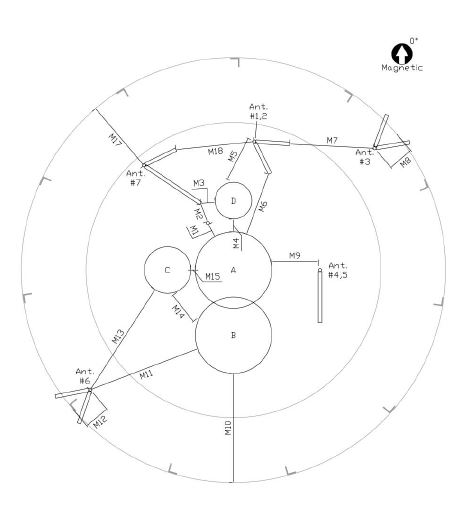 0°
Magnetic
Ant.
#1,2
M17
M18
M5
M7
Ant.
#3
M8
Ant.
#7
M3
M2
M1
D
M6
M4
C
M15
A
M9
Ant.
#4,5
M14
B
M13
Ant.
#6
M11
M12
M10